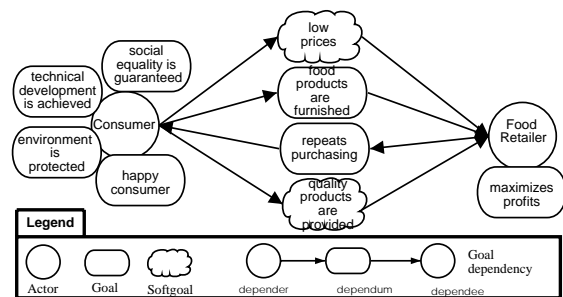 low
prices
social
equality is
guaranteed
technical
development
is achieved
food
products
are
furnished
Consumer
Food
Retailer
environment
is
protected
repeats
purchasing
happy
consumer
quality
products
are
provided
maximizes
profits
Legend
Actor
Goal
Softgoal
depender
dependum
dependee
Goal
dependency